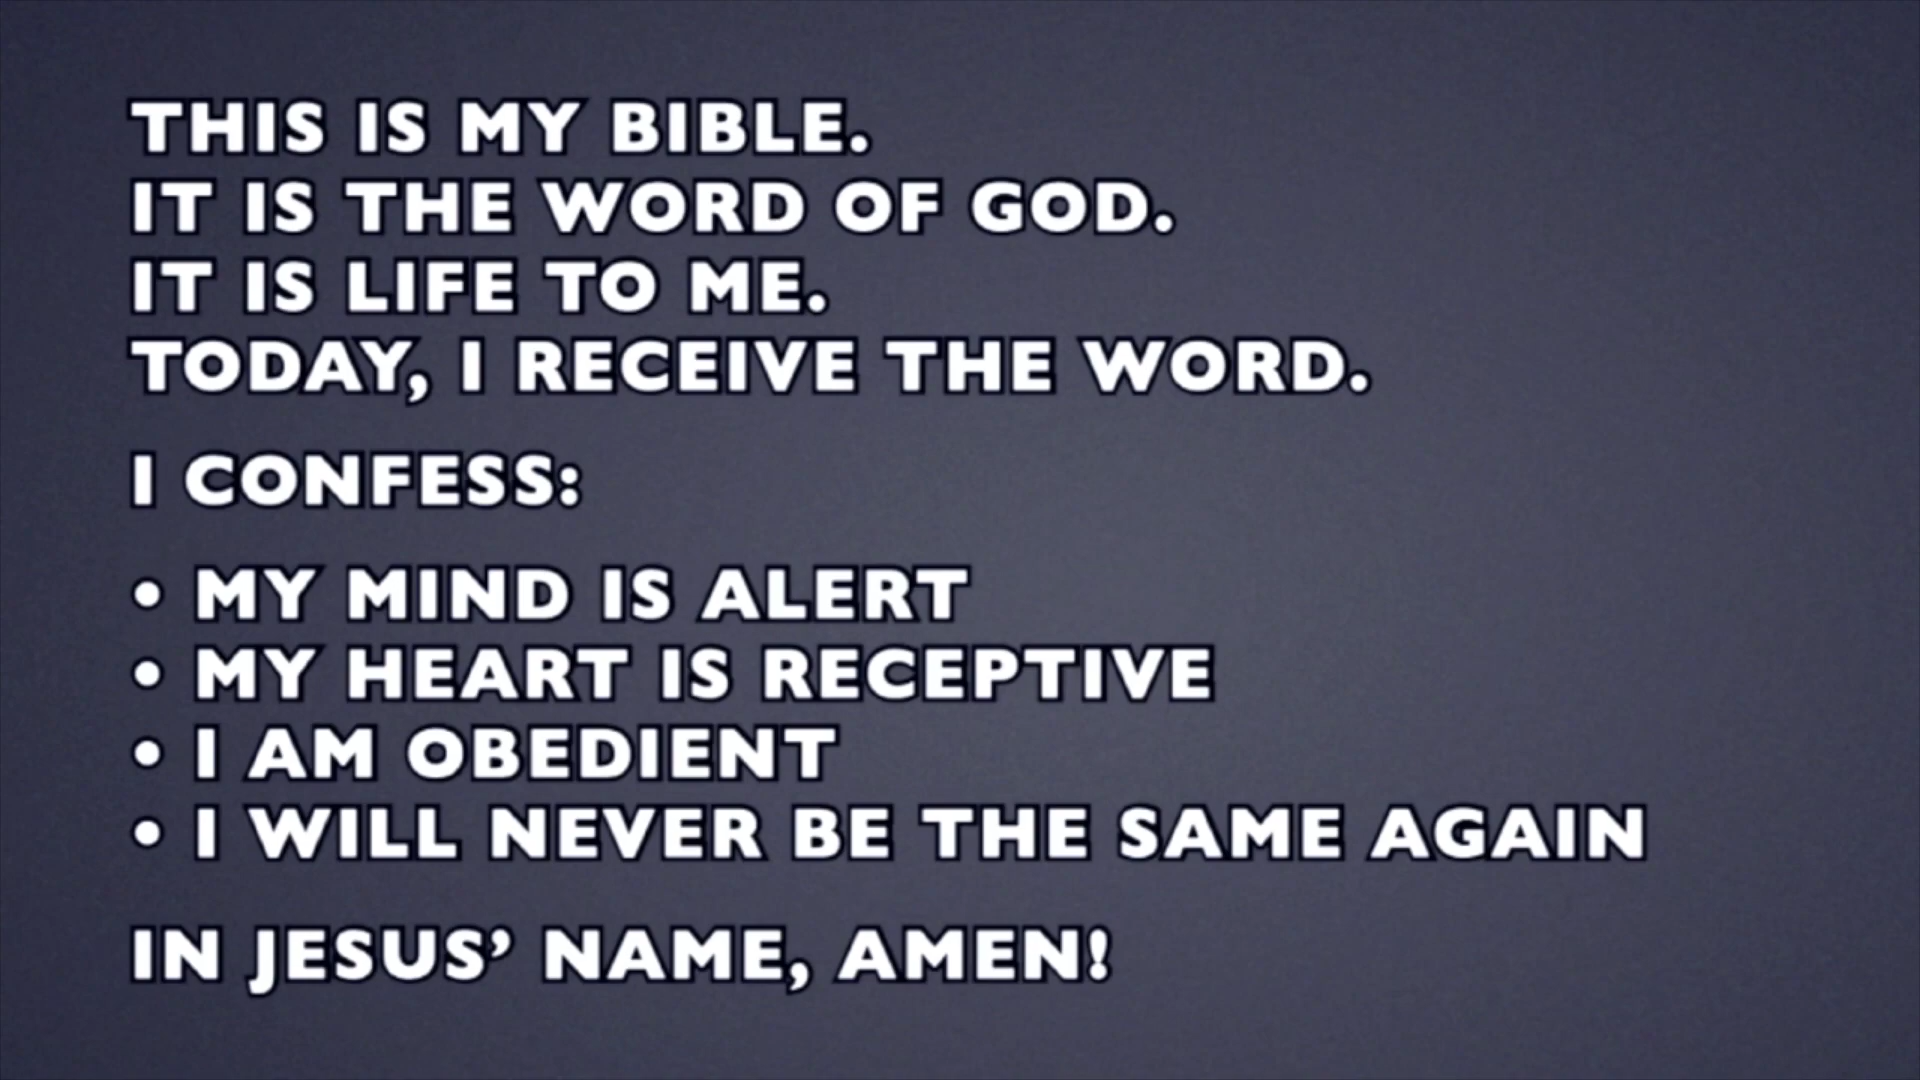 THIS IS MY BIBLE.
IT IS THE WORD OF GOD.
IT IS LIFE TO ME.
TODAY, I RECEIVE THE WORD.
I CONFESS:
• MY MIND IS ALERT
• MY HEART IS RECEPTIVE
• I AM OBEDIENT
• I WILL NEVER BE THE SAME AGAIN
IN JESUS’ NAME, AMEN!